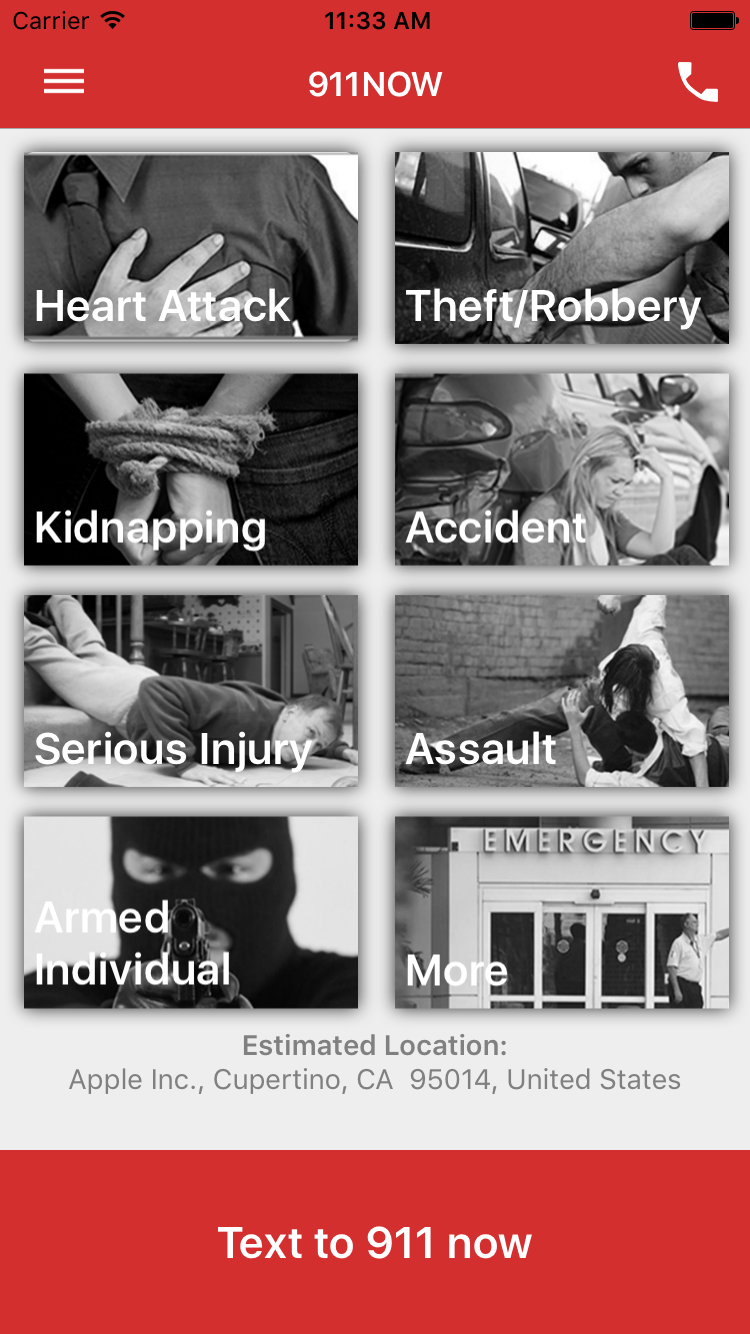 Carrier 11:33 AM
911NOW
Heart Attack
Theft/Robbery
Kidnapping
Accident
Serious Injury
Assault
Armed
Individual
EMERGENCY
More
Estimated Location:
Apple Inc., Cupertino, CA  95014, United States
Text to 911 now